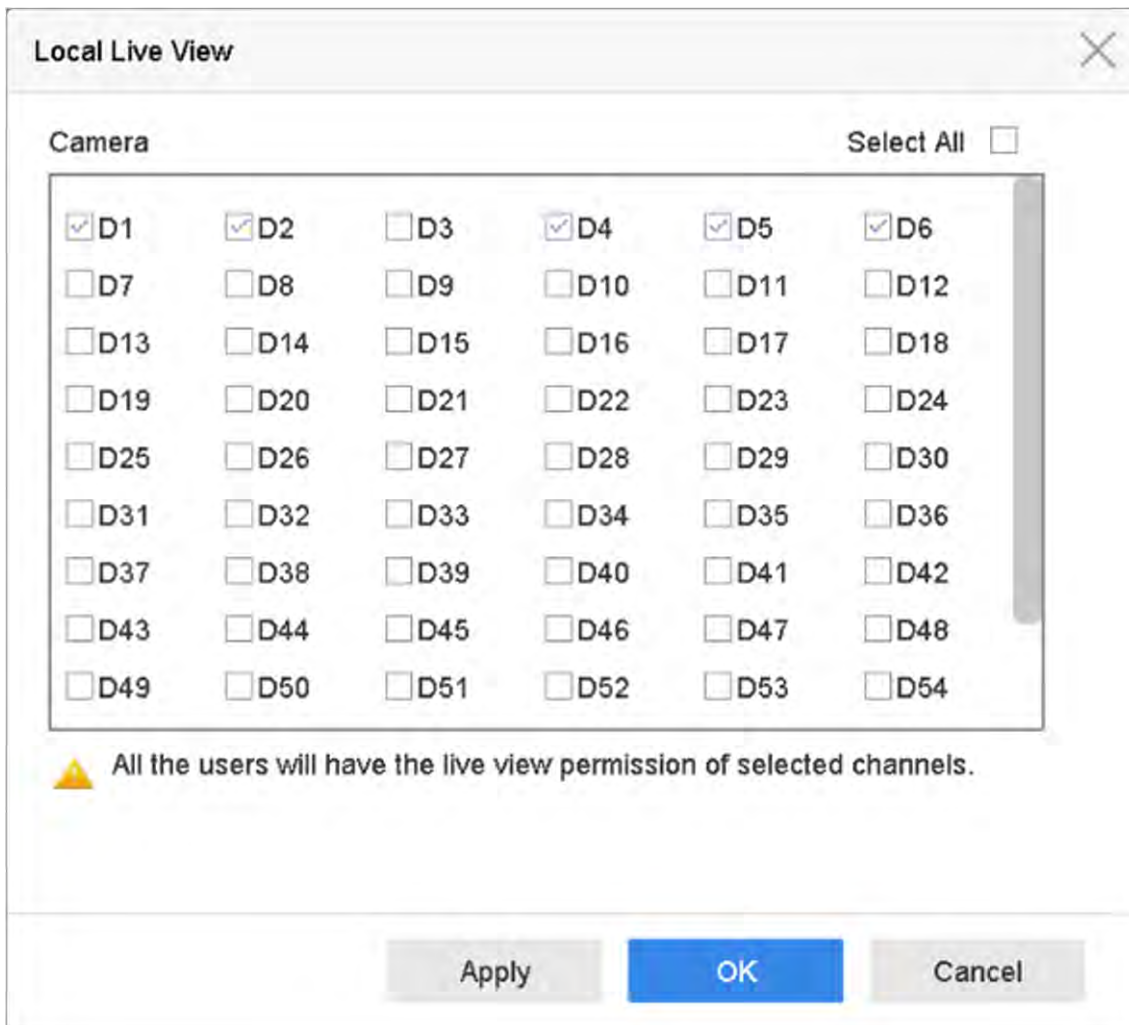 Local Live View
Camera Select All
D1 D2 D3 D4 D5 D6
D7 D8 D9 D10 D11 D12
D13 D14 D15 D16 D17 D18
D19 D20 D21 D22 D23 D24
D25 D26 D27 D28 D29 D30
D31 D32 D33 D34 D35 D36
D37 D38 D39 D40 D41 D42
D43 D44 D45 D46 D47 D48
D49 D50 D51 D52 D53 D54
All the users will have the live view permission of selected channels.
Apply OK Cancel